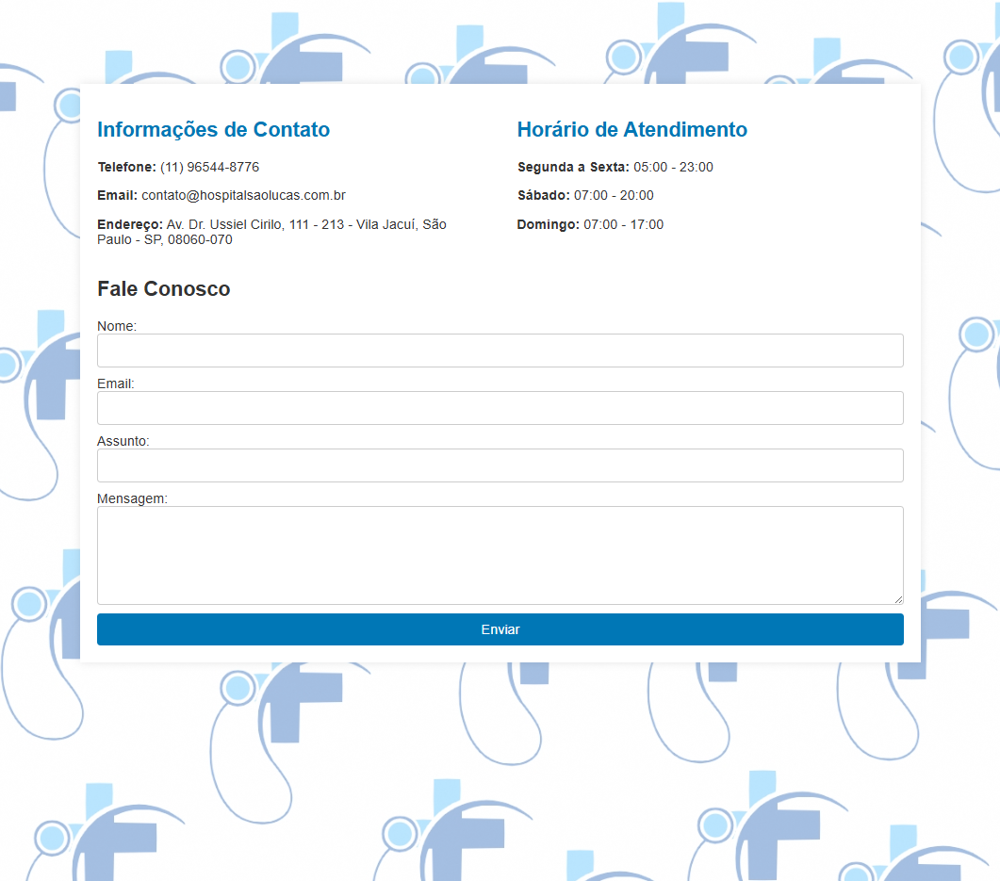 Informações de Contato
Telefone: (11) 96544-8776
Email: contato@hospitalsaolucas.com.br
Endereço: Av. Dr. Ussiel Cirilo, 111 - 213 - Vila Jacuí, São
Paulo - SP, 08060-070
Horário de Atendimento
Segunda a Sexta: 05:00 - 23:00
Sábado: 07:00 - 20:00
Domingo: 07:00 - 17:00
Fale Conosco
Nome:
Email:
Assunto:
Mensagem:
Enviar